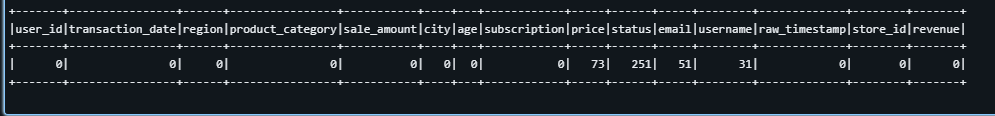 +-------+----------------+------+----------------+-----------+----+---+------------+-----+------+-----+--------+-------------+--------+-------+
|user_id|transaction_date|region|product_category|sale_amount|city|age|subscription|price|status|email|username|raw_timestamp|store_id|revenue|
+-------+----------------+------+----------------+-----------+----+---+------------+-----+------+-----+--------+-------------+--------+-------+
|      0|               0|     0|               0|          0|   0|  0|           0|   73|   251|   51|      31|            0|       0|      0|
+-------+----------------+------+----------------+-----------+----+---+------------+-----+------+-----+--------+-------------+--------+-------+